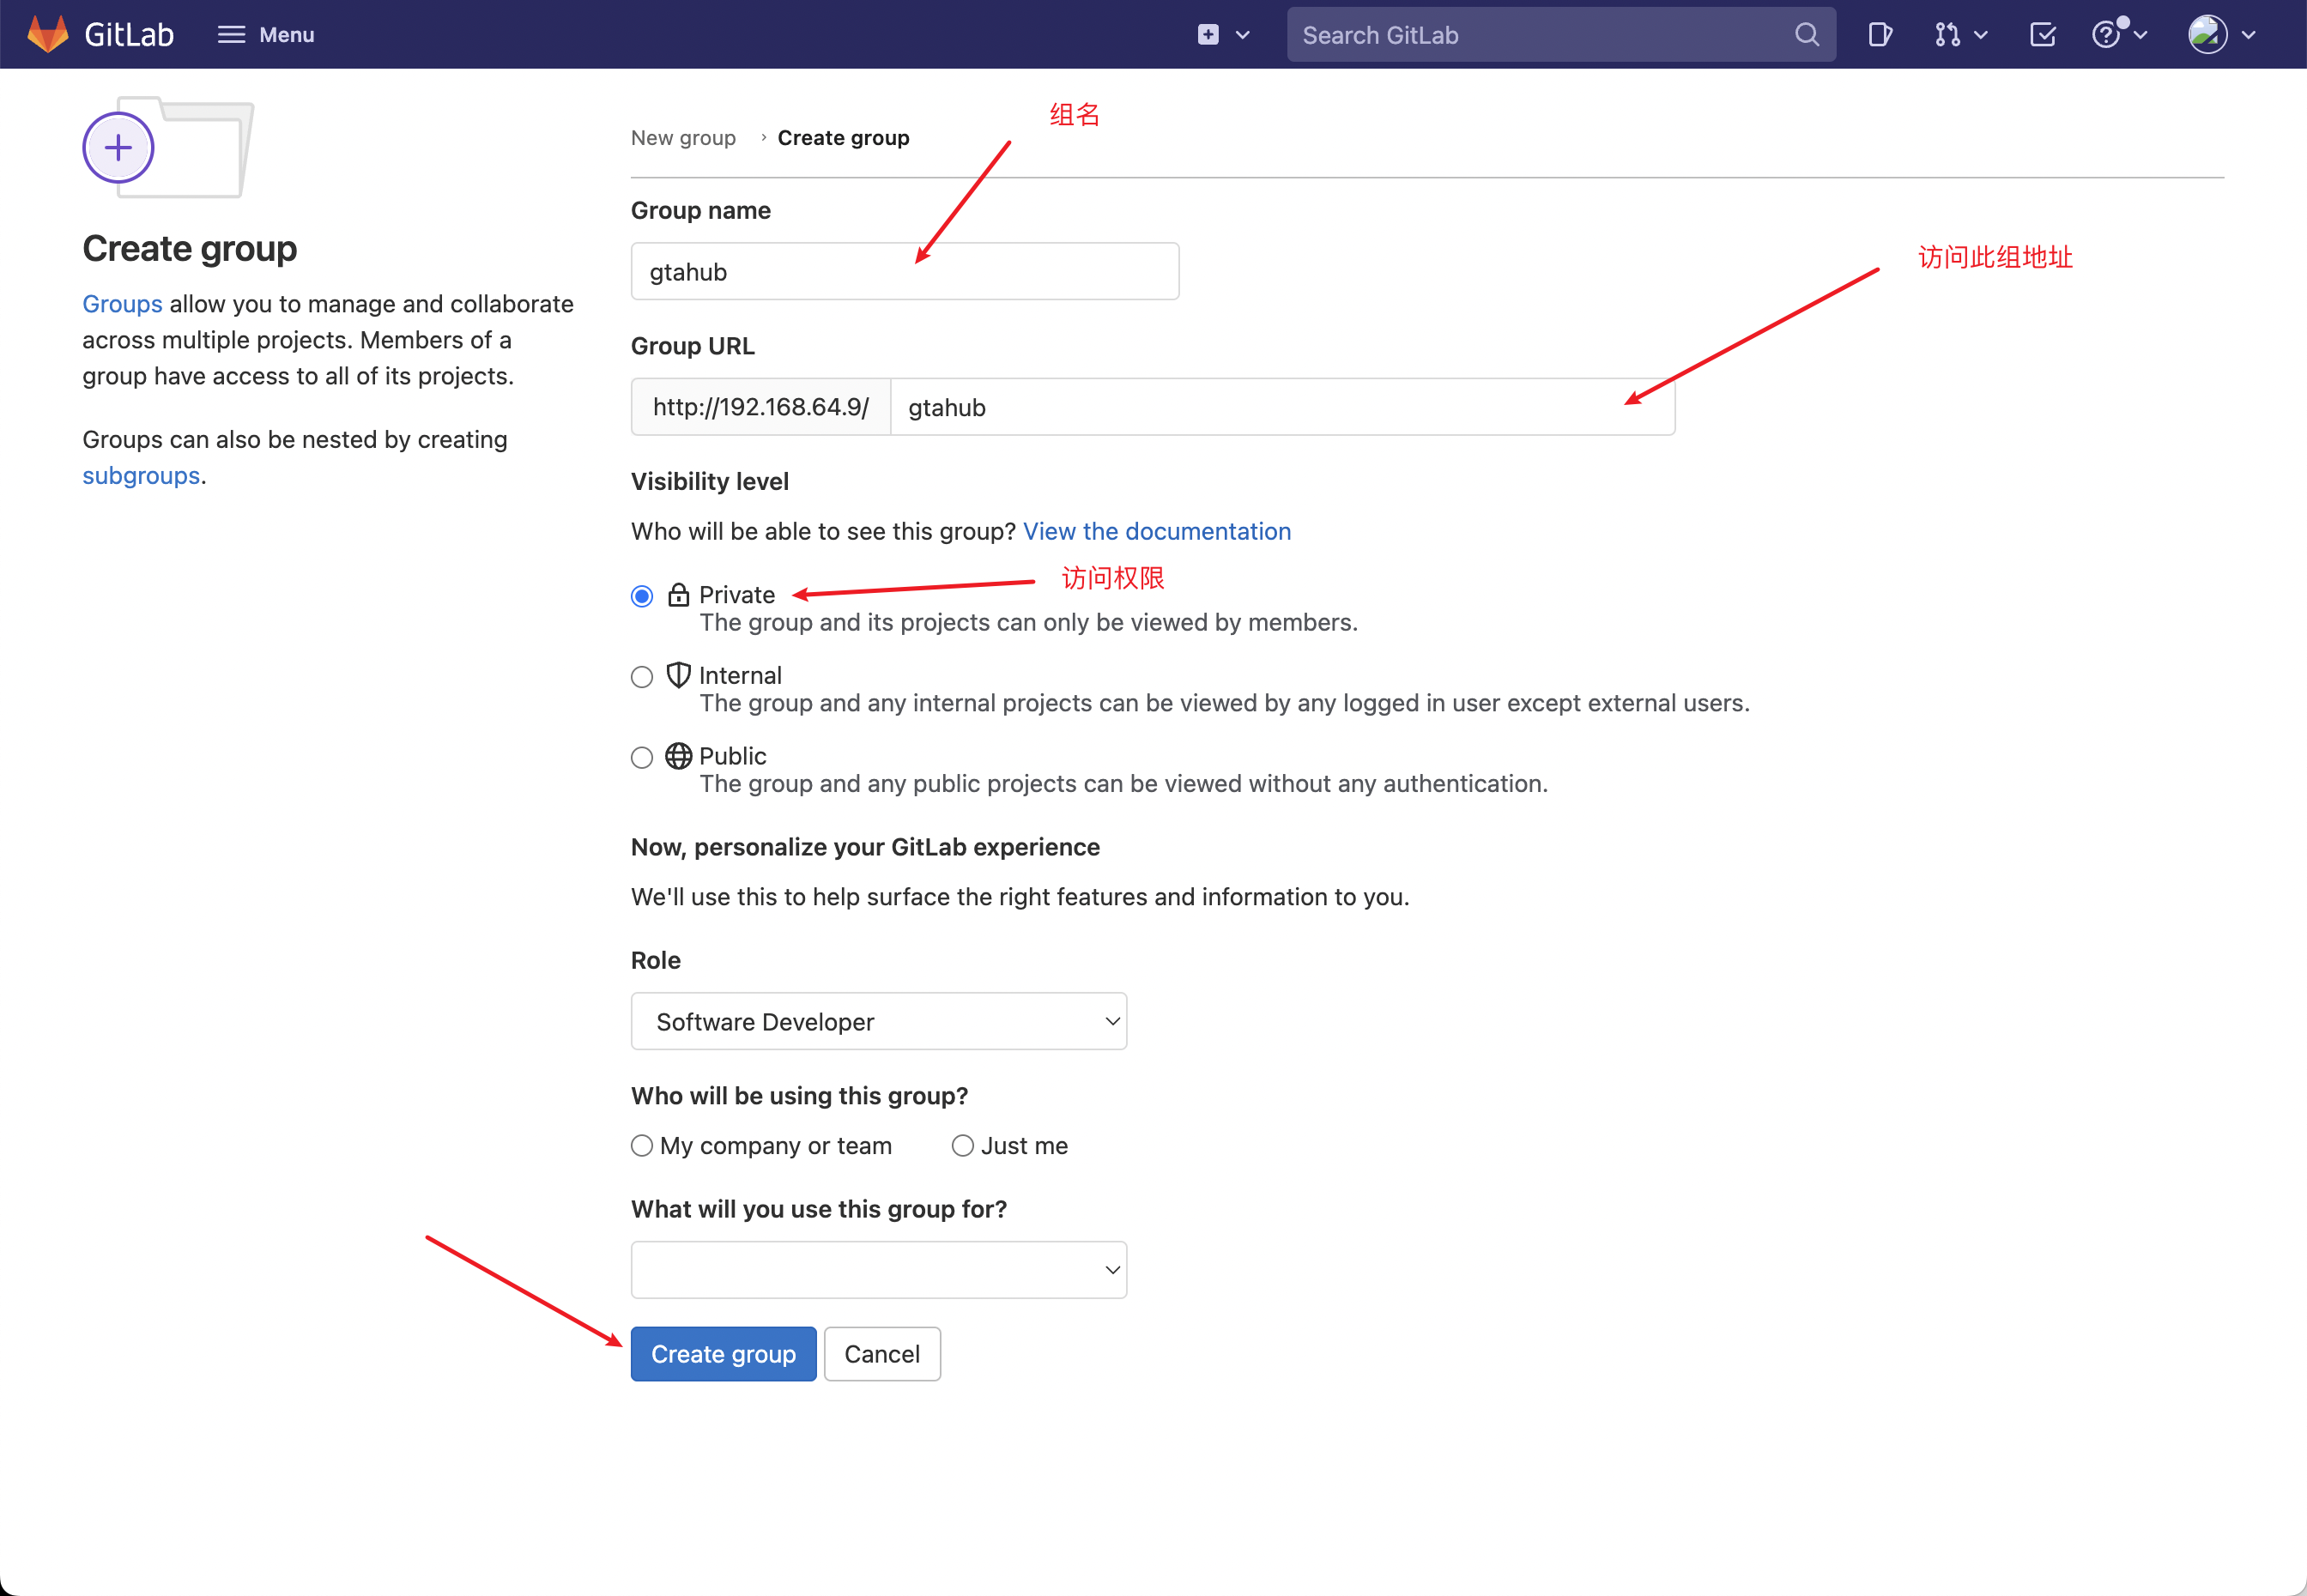 GitLab
Menu
Search GitLab
组名
New group › Create group
Create group
Groups allow you to manage and collaborate
across multiple projects. Members of a
group have access to all of its projects.
Groups can also be nested by creating
subgroups.
Group name
gtahub
访问此组地址
Group URL
http://192.168.64.9/ gtahub
Visibility level
Who will be able to see this group? View the documentation
访问权限
Private
The group and its projects can only be viewed by members.
Internal
The group and any internal projects can be viewed by any logged in user except external users.
Public
The group and any public projects can be viewed without any authentication.
Now, personalize your GitLab experience
We'll use this to help surface the right features and information to you.
Role
Software Developer
Who will be using this group?
My company or team Just me
What will you use this group for?
Create group Cancel